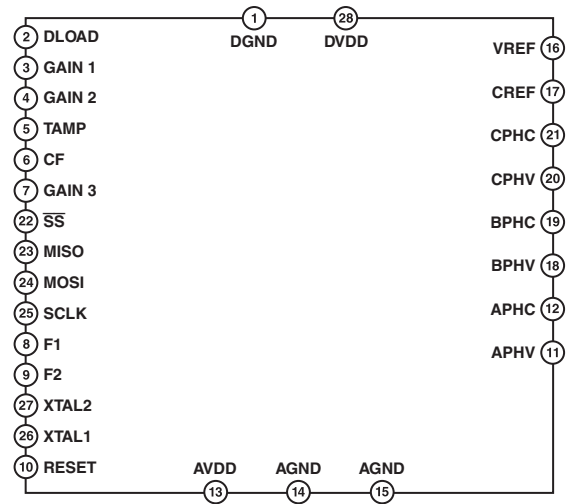 1 28
DGND DVDD
2 DLOAD
3 GAIN 1
4 GAIN 2
5 TAMP
6 CF
7 GAIN 3
22 SS
23 MISO
24 MOSI
25 SCLK
8 F1
9 F2
27 XTAL2
26 XTAL1
10 RESET
VREF 16
CREF 17
CPHC 21
CPHV 20
BPHC 19
BPHV 18
APHC 12
APHV 11
AVDD AGND AGND
13 14 15